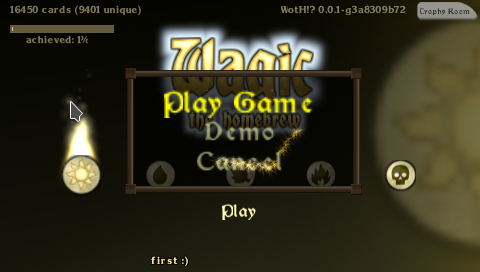 16450 cards (9401 unique)
WotH!? 0.0.1-g3a8309b72
Trophy Room
achieved: 1%
Wagic
Play Game
the homebrew
Demo
Cancel
Play
first :)